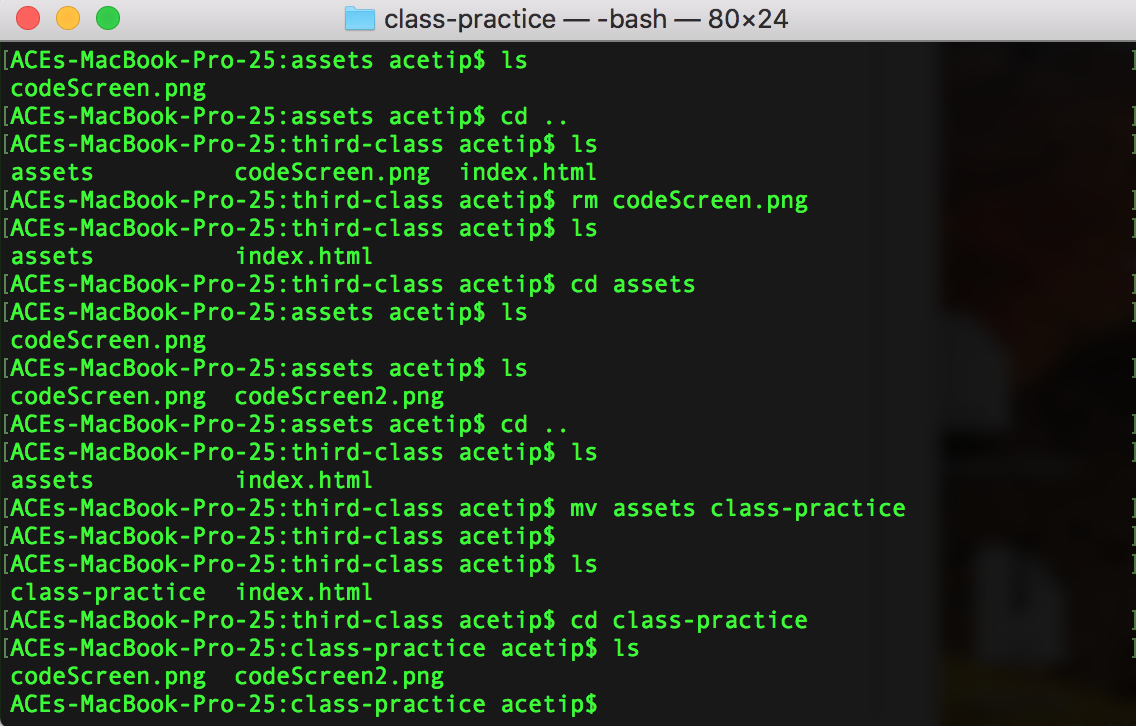 class-practice — -bash — 80×24
[ACEs-MacBook-Pro-25:assets acetip$ ls ]
codeScreen.png
[ACEs-MacBook-Pro-25:assets acetip$ cd .. ]
[ACEs-MacBook-Pro-25:third-class acetip$ ls ]
assets          codeScreen.png  index.html
[ACEs-MacBook-Pro-25:third-class acetip$ rm codeScreen.png ]
[ACEs-MacBook-Pro-25:third-class acetip$ ls ]
assets          index.html
[ACEs-MacBook-Pro-25:third-class acetip$ cd assets ]
[ACEs-MacBook-Pro-25:assets acetip$ ls ]
codeScreen.png
[ACEs-MacBook-Pro-25:assets acetip$ ls ]
codeScreen.png  codeScreen2.png
[ACEs-MacBook-Pro-25:assets acetip$ cd .. ]
[ACEs-MacBook-Pro-25:third-class acetip$ ls ]
assets          index.html
[ACEs-MacBook-Pro-25:third-class acetip$ mv assets class-practice ]
[ACEs-MacBook-Pro-25:third-class acetip$ ]
[ACEs-MacBook-Pro-25:third-class acetip$ ls ]
class-practice  index.html
[ACEs-MacBook-Pro-25:third-class acetip$ cd class-practice ]
[ACEs-MacBook-Pro-25:class-practice acetip$ ls ]
codeScreen.png  codeScreen2.png
ACEs-MacBook-Pro-25:class-practice acetip$